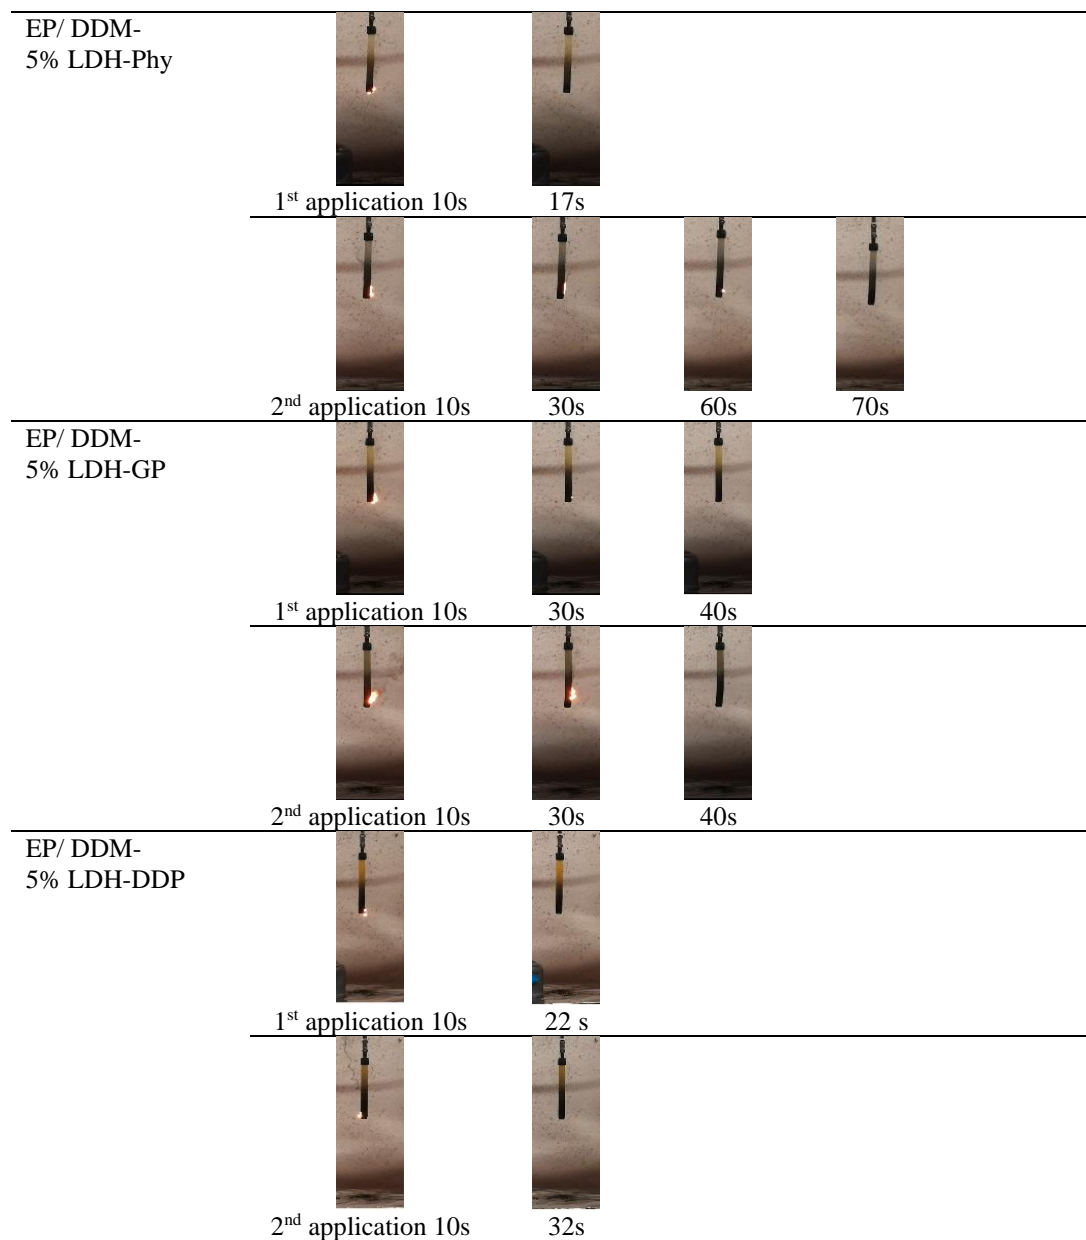 EP/ DDM-
5% LDH-Phy
1st application 10s 17s
2nd application 10s 30s 60s 70s
EP/ DDM-
5% LDH-GP
1st application 10s 30s 40s
2nd application 10s 30s 40s
EP/ DDM-
5% LDH-DDP
1st application 10s 22 s
2nd application 10s 32s